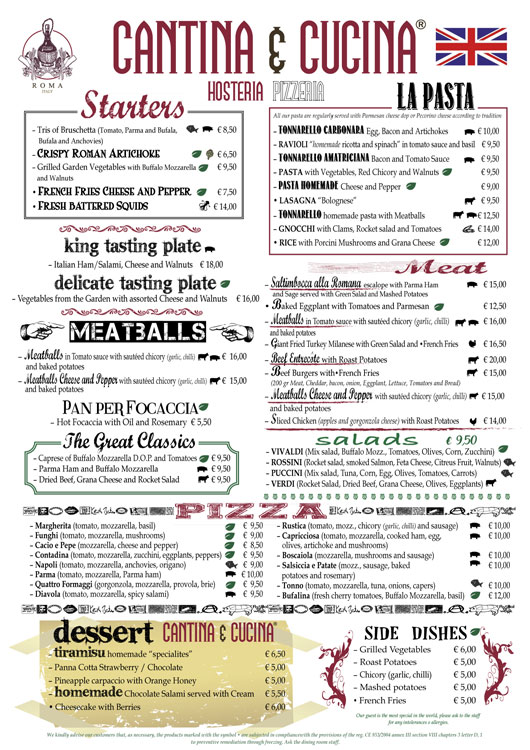 CANTINA & CUCINA®
ROMA
ITALY
HOSTERIA PIZZERIA
Starters
- Tris of Bruschetta (Tomato, Parma and Bufala, € 8,50
Bufala and Anchovies)
- CRISPY ROMAN ARTICHOKE € 6,50
- Grilled Garden Vegetables with Buffalo Mozzarella € 9,50
and Walnuts
• FRENCH FRIES CHEESE AND PEPPER € 7,50
• FRESH BATTERED SQUIDS € 14,00
king tasting plate
- Italian Ham/Salami, Cheese and Walnuts € 18,00
delicate tasting plate
- Vegetables from the Garden with assorted Cheese and Walnuts € 16,00
MEATBALLS
- Meatballs in Tomato sauce with sautéed chicory (garlic, chilli) € 16,00
and baked potatoes
- Meatballs Cheese and Pepper with sautéed chicory (garlic, chilli) € 15,00
and baked potatoes
PAN PER FOCACCIA
- Hot Focaccia with Oil and Rosemary € 5,50
The Great Classics
- Caprese of Buffalo Mozzarella D.O.P. and Tomatoes € 9,50
- Parma Ham and Buffalo Mozzarella € 9,50
- Dried Beef, Grana Cheese and Rocket Salad € 9,50
LA PASTA
All our pasta are regularly served with Parmesan cheese dop or Pecorino cheese according to tradition
- TONNARELLO CARBONARA Egg, Bacon and Artichokes € 10,00
- RAVIOLI "homemade ricotta and spinach" in tomato sauce and basil € 9,50
- TONNARELLO AMATRICIANA Bacon and Tomato Sauce € 9,50
- PASTA with Vegetables, Red Chicory and Walnuts € 9,50
- PASTA HOMEMADE Cheese and Pepper € 9,00
• LASAGNA "Bolognese" € 9,50
- TONNARELLO homemade pasta with Meatballs € 12,50
- GNOCCHI with Clams, Rocket salad and Tomatoes € 14,00
• RICE with Porcini Mushrooms and Grana Cheese € 12,00
Meat
- Saltimbocca alla Romana escalope with Parma Ham € 15,00
and Sage served with Green Salad and Mashed Potatoes
• Baked Eggplant with Tomatoes and Parmesan € 12,50
- Meatballs in Tomato sauce with sautéed chicory (garlic, chilli) € 16,00
and baked potatoes
- Giant Fried Turkey Milanese with Green Salad and •French Fries € 16,50
- Beef Entrecôte with Roast Potatoes € 20,00
- Beef Burgers with•French Fries € 15,00
(200 gr Meat, Cheddar, bacon, onion, Eggplant, Lettuce, Tomatoes and Bread)
- Meatballs Cheese and Pepper with sautéed chicory (garlic, chilli) € 15,00
and baked potatoes
- Sliced Chicken (apples and gorgonzola cheese) with Roast Potatoes € 14,00
salads € 9,50
- VIVALDI (Mix salad, Buffalo Mozz., Tomatoes, Olives, Corn, Zucchini)
- ROSSINI (Rocket salad, smoked Salmon, Feta Cheese, Citrus Fruit, Walnuts)
- PUCCINI (Mix salad, Tuna, Corn, Egg, Olives, Tomatoes, Carrots)
- VERDI (Rocket Salad, Dried Beef, Grana Cheese, Olives, Eggplants)
PIZZA
- Margherita (tomato, mozzarella, basil) € 9,50
- Funghi (tomato, mozzarella, mushrooms) € 9,00
- Cacio e Pepe (mozzarella, cheese and pepper) € 8,50
- Contadina (tomato, mozzarella, zucchini, eggplants, peppers) € 9,50
- Napoli (tomato, mozzarella, anchovies, origano) € 9,00
- Parma (tomato, mozzarella, Parma ham) € 10,00
- Quattro Formaggi (gorgonzola, mozzarella, provola, brie) € 9,50
- Diavola (tomato, mozzarella, spicy salami) € 9,50
- Rustica (tomato, mozz., chicory (garlic, chilli) and sausage) € 10,00
- Capricciosa (tomato, mozzarella, cooked ham, egg, € 10,00
olives, artichoke and mushrooms)
- Boscaiola (mozzarella, mushrooms and sausage) € 10,00
- Salsiccia e Patate (mozz., sausage, baked € 10,00
potatoes and rosemary)
- Tonno (tomato, mozzarella, tuna, onions, capers) € 10,00
- Bufalina (fresh cherry tomatoes, Buffalo Mozzarella, basil) € 12,00
dessert CANTINA & CUCINA®
- tiramisu homemade "specialites" € 6,50
- Panna Cotta Strawberry / Chocolate € 5,00
- Pineapple carpaccio with Orange Honey € 5,00
- homemade Chocolate Salami served with Cream € 5,50
• Cheesecake with Berries € 6,00
SIDE DISHES
- Grilled Vegetables € 6,00
- Roast Potatoes € 5,00
- Chicory (garlic, chilli) € 5,00
- Mashed potatoes € 5,00
• French Fries € 5,00
Our guest is the most special in the world, please ask to the staff
for any intolerances e allergies.
We kindly advise our customers that, as necessary, the products marked with the symbol • are subjected in compliance with the provisions of the reg. CE 853/2004 annex III section VIII chapters 3 letter D, 3
to preventive remediation through freezing. Ask the dining room staff.